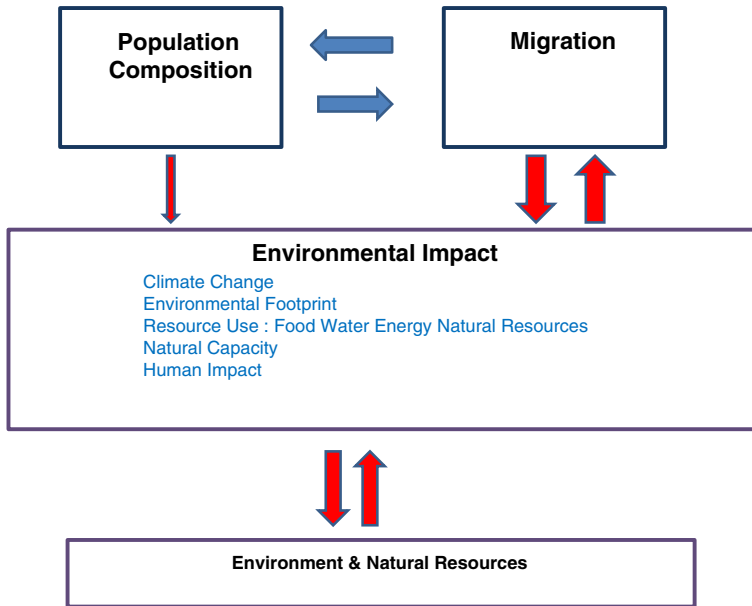 Population
Composition
Migration
Environmental Impact
Climate Change
Environmental Footprint
Resource Use : Food Water Energy Natural Resources
Natural Capacity
Human Impact
Environment & Natural Resources